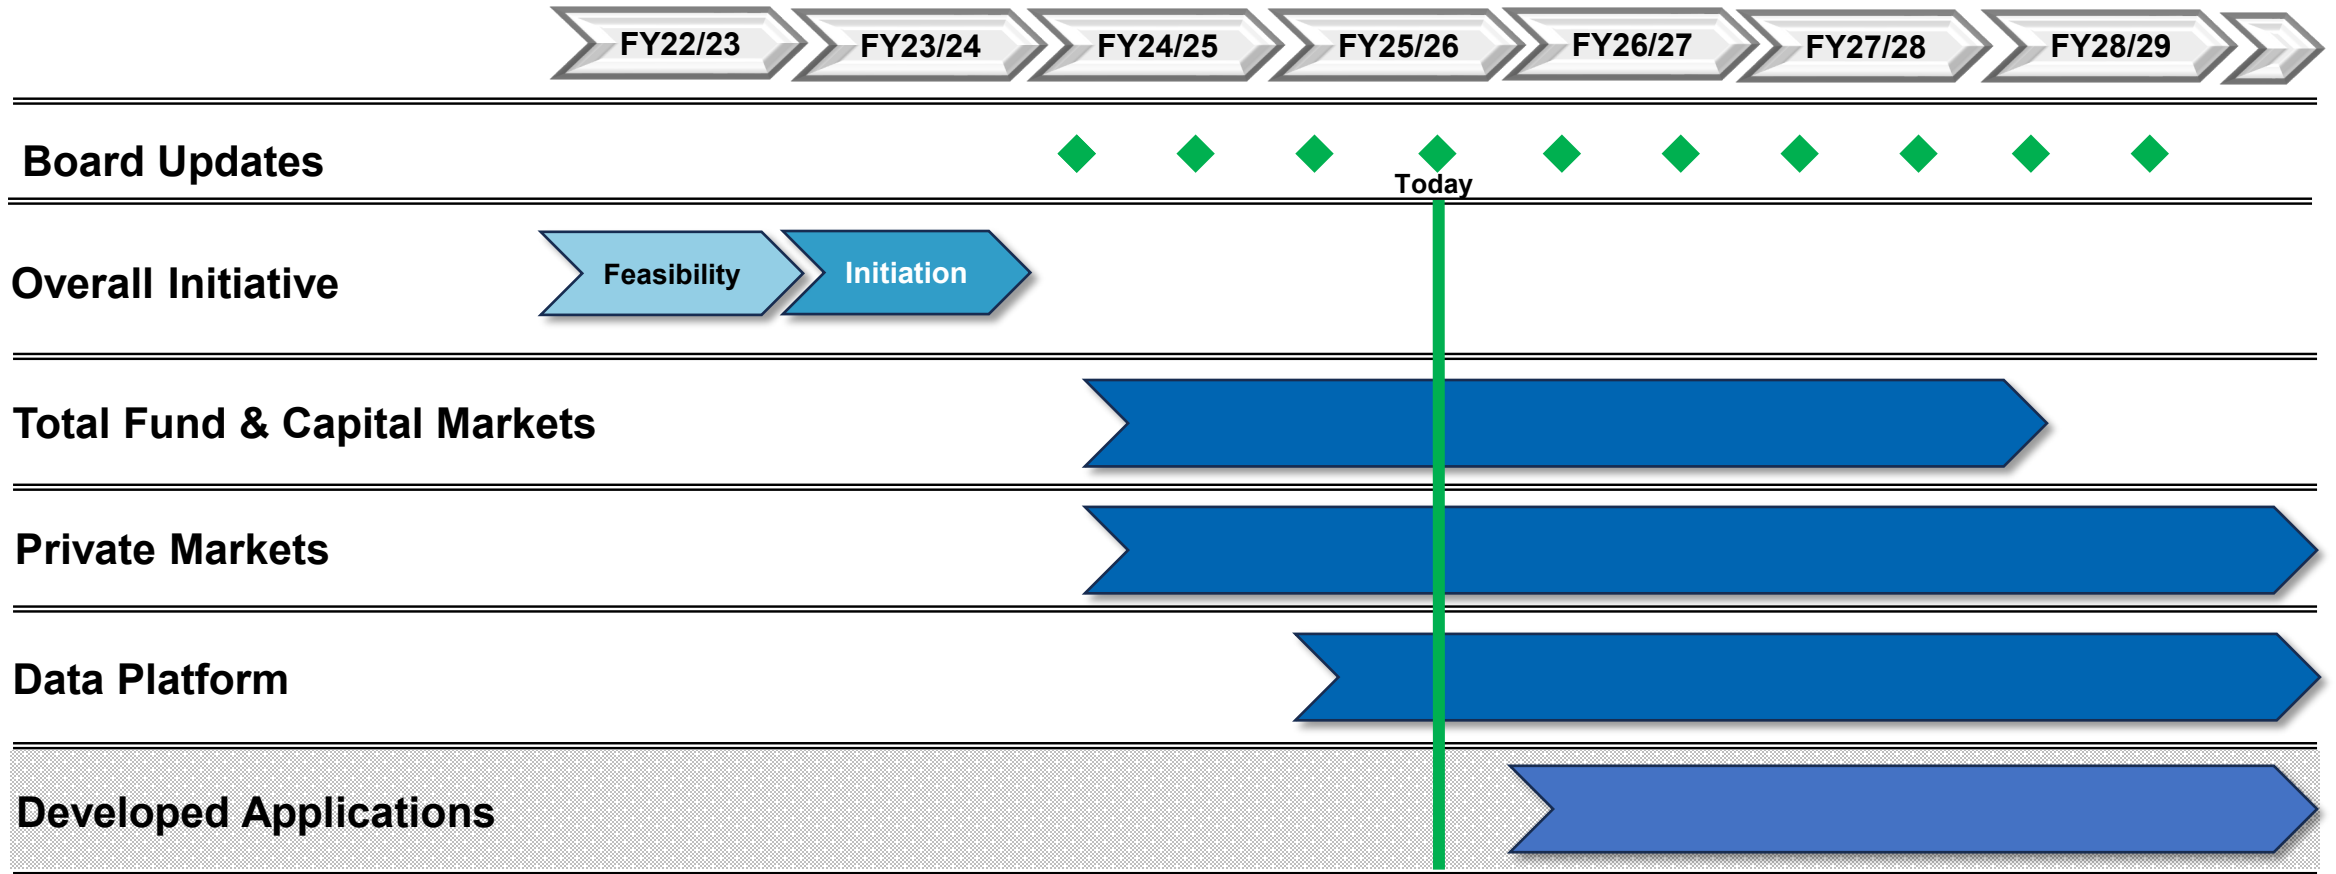 FY22/23 FY23/24 FY24/25 FY25/26 FY26/27 FY27/28 FY28/29
Board Updates
Today
Overall Initiative Feasibility Initiation
Total Fund & Capital Markets
Private Markets
Data Platform
Developed Applications